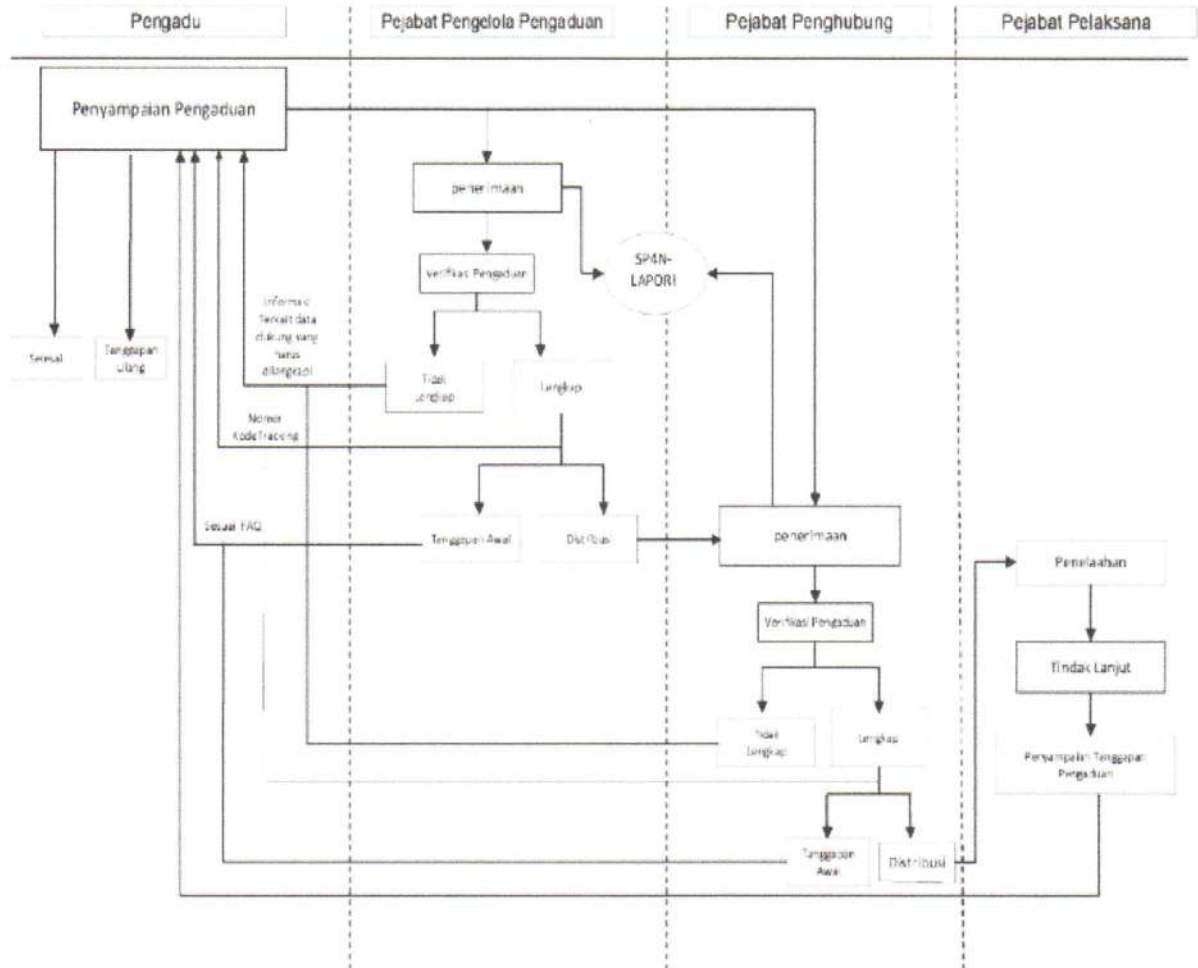 Pengadu
Pejabat Pengelola Pengaduan
Pejabat Penghubung
Pejabat Pelaksana
Penyampaian Pengaduan
penerimaan
Verifikasi Pengaduan
SP4N-
LAPOR!
Informasi
Terkait data
dukung yang
harus
dilengkapi
Selesai
Tanggapan
Ulang
Tidak
Lengkap
Lengkap
Nomor
KodeTracking
Sesuai FAQ
Tanggapan Awal
Distribusi
penerimaan
Penelaahan
Verifikasi Pengaduan
Tindak Lanjut
Tidak
Lengkap
Lengkap
Penyampaian Tanggapan
Pengaduan
Tanggapan
Awal
Distribusi